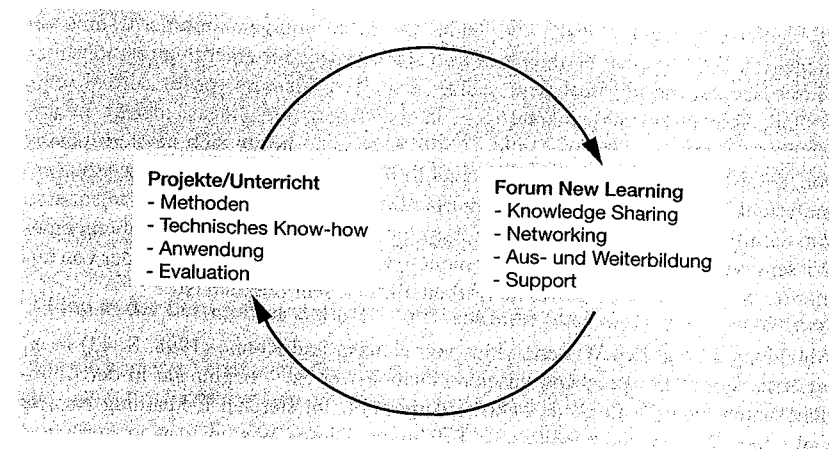 Projekte/Unterricht
- Methoden
- Technisches Know-how
- Anwendung
- Evaluation
Forum New Learning
- Knowledge Sharing
- Networking
- Aus- und Weiterbildung
- Support